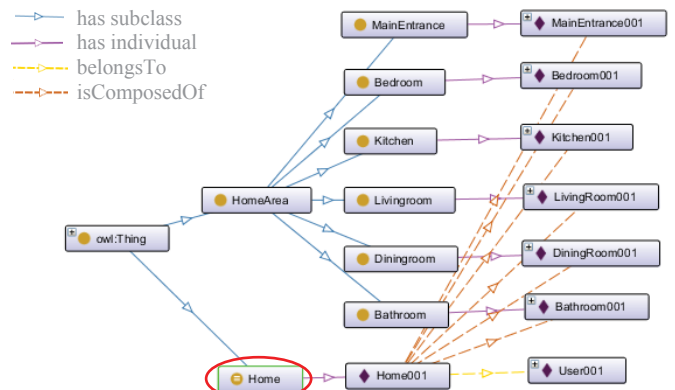 has subclass
has individual
belongsTo
isComposedOf
MainEntrance
MainEntrance001
Bedroom
Bedroom001
Kitchen
Kitchen001
HomeArea
Livingroom
LivingRoom001
owl:Thing
Diningroom
DiningRoom001
Bathroom
Bathroom001
Home
Home001
User001